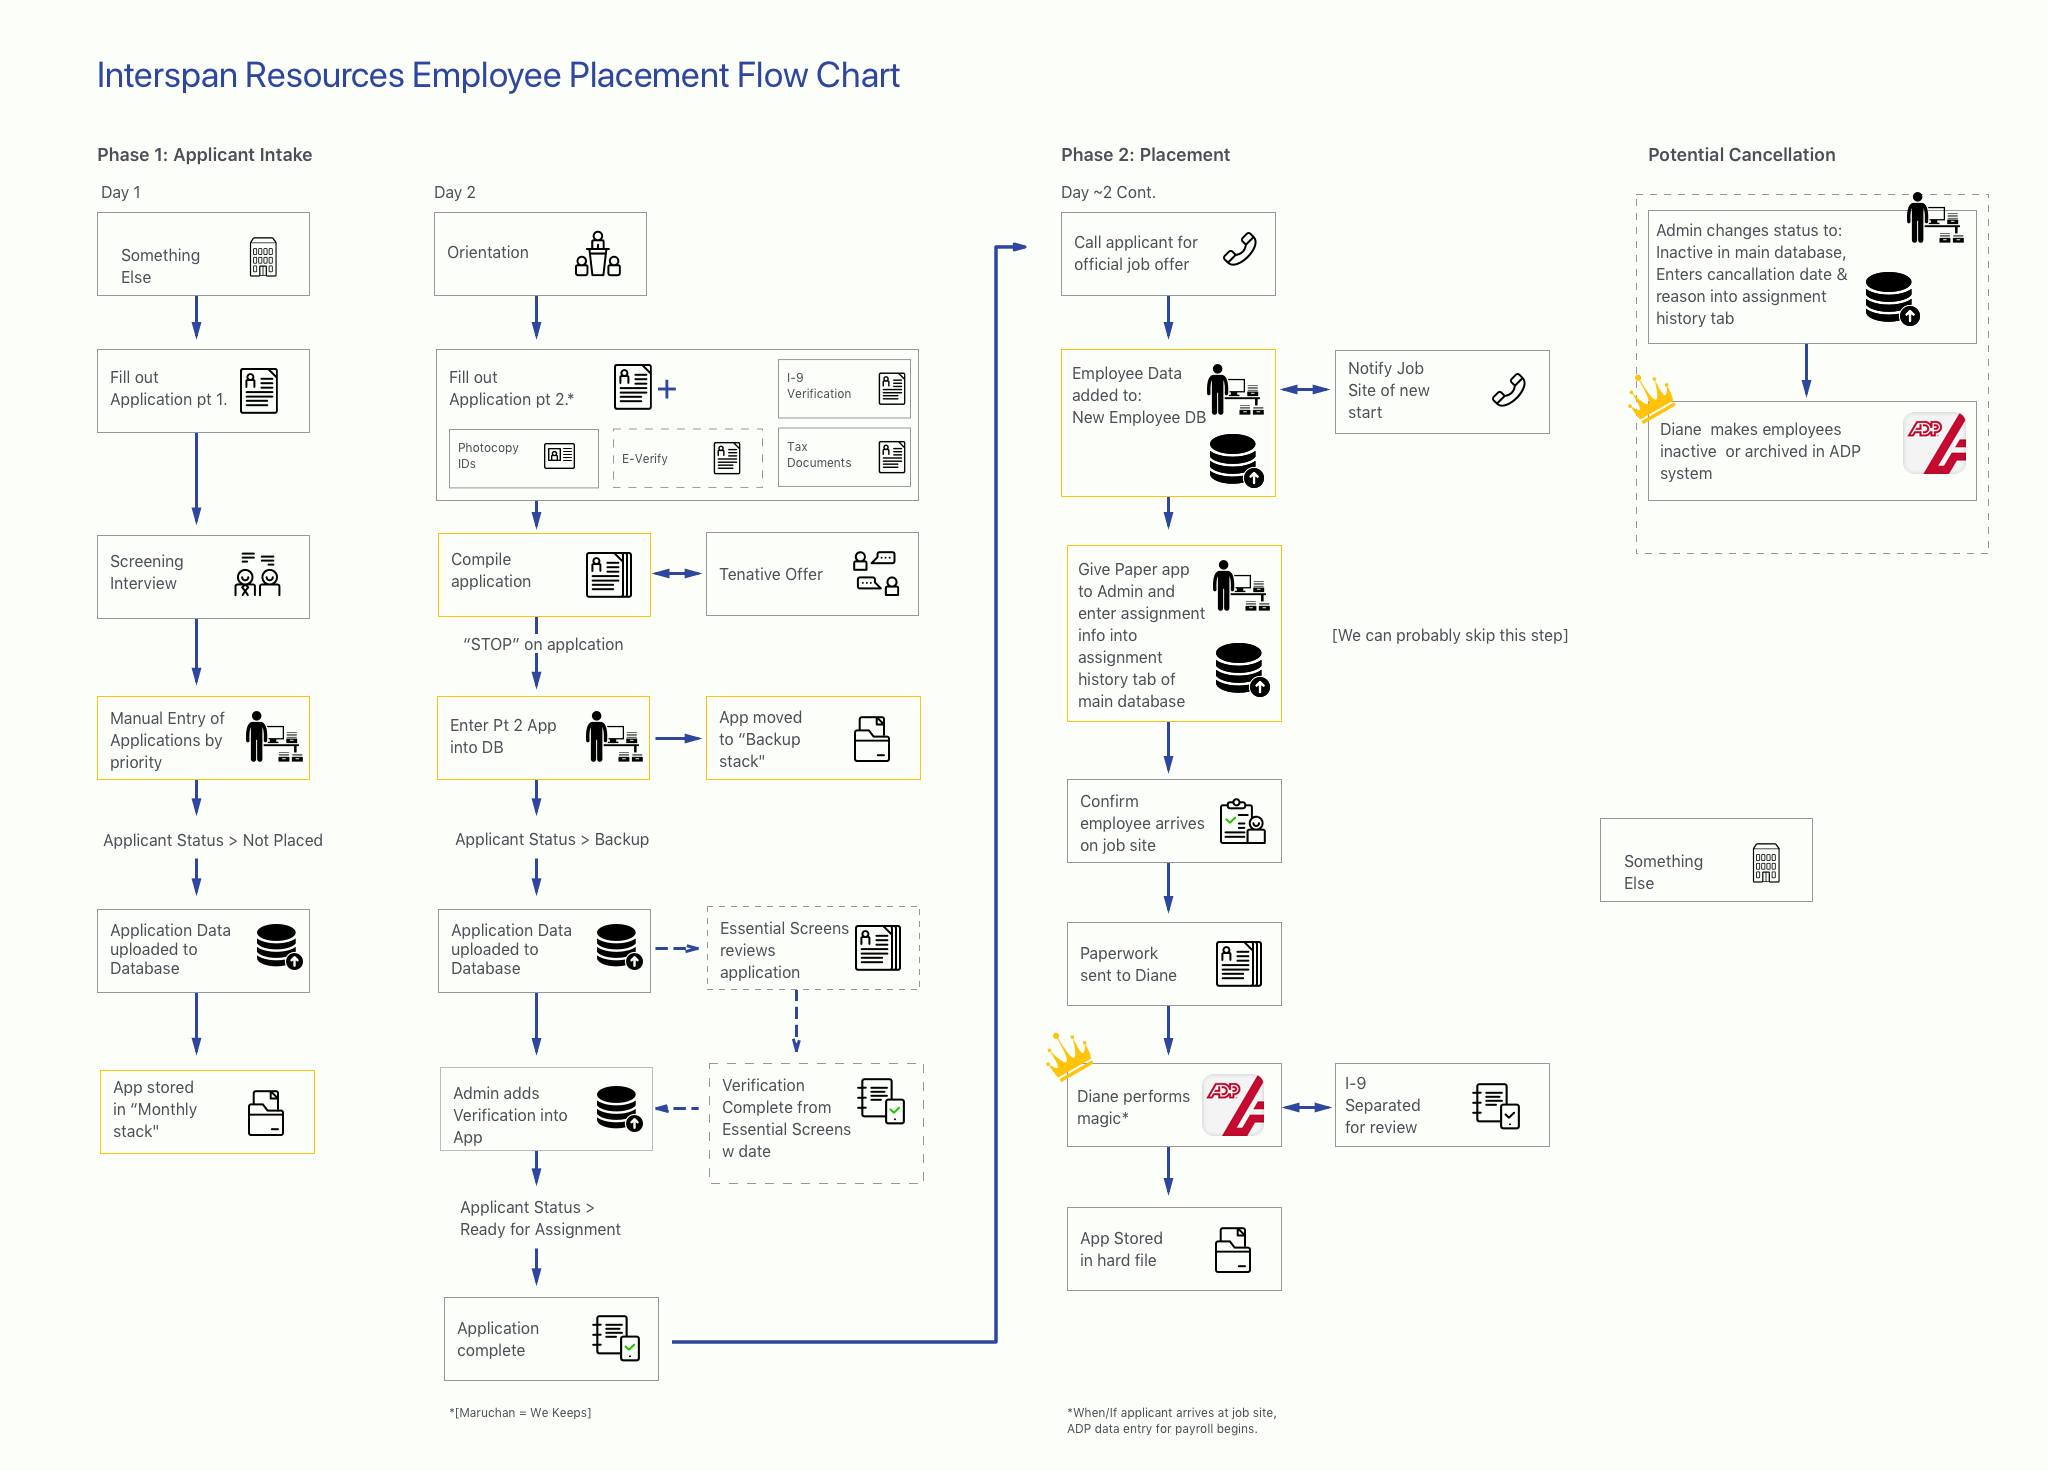 Interspan Resources Employee Placement Flow Chart
Phase 1: Applicant Intake
Day 1
Something
Else
Fill out
Application pt 1.
Screening
Interview
Manual Entry of
Applications by
priority
Applicant Status > Not Placed
Application Data
uploaded to
Database
App stored
in “Monthly
stack"
Day 2
Orientation
Fill out
Application pt 2.*
+
I-9
Verification
Photocopy
IDs
E-Verify
Tax
Documents
Compile
application
Tenative Offer
“STOP” on applcation
Enter Pt 2 App
into DB
App moved
to “Backup
stack"
Applicant Status > Backup
Application Data
uploaded to
Database
Essential Screens
reviews
application
Admin adds
Verification into
App
Verification
Complete from
Essential Screens
w date
Applicant Status >
Ready for Assignment
Application
complete
*[Maruchan = We Keeps]
Phase 2: Placement
Day ~2 Cont.
Call applicant for
official job offer
Employee Data
added to:
New Employee DB
Notify Job
Site of new
start
Give Paper app
to Admin and
enter assignment
info into
assignment
history tab of
main database
[We can probably skip this step]
Confirm
employee arrives
on job site
Paperwork
sent to Diane
Diane performs
magic*
ADP
I-9
Separated
for review
App Stored
in hard file
*When/If applicant arrives at job site,
ADP data entry for payroll begins.
Potential Cancellation
Admin changes status to:
Inactive in main database,
Enters cancallation date &
reason into assignment
history tab
Diane  makes employees
inactive  or archived in ADP
system
ADP
Something
Else